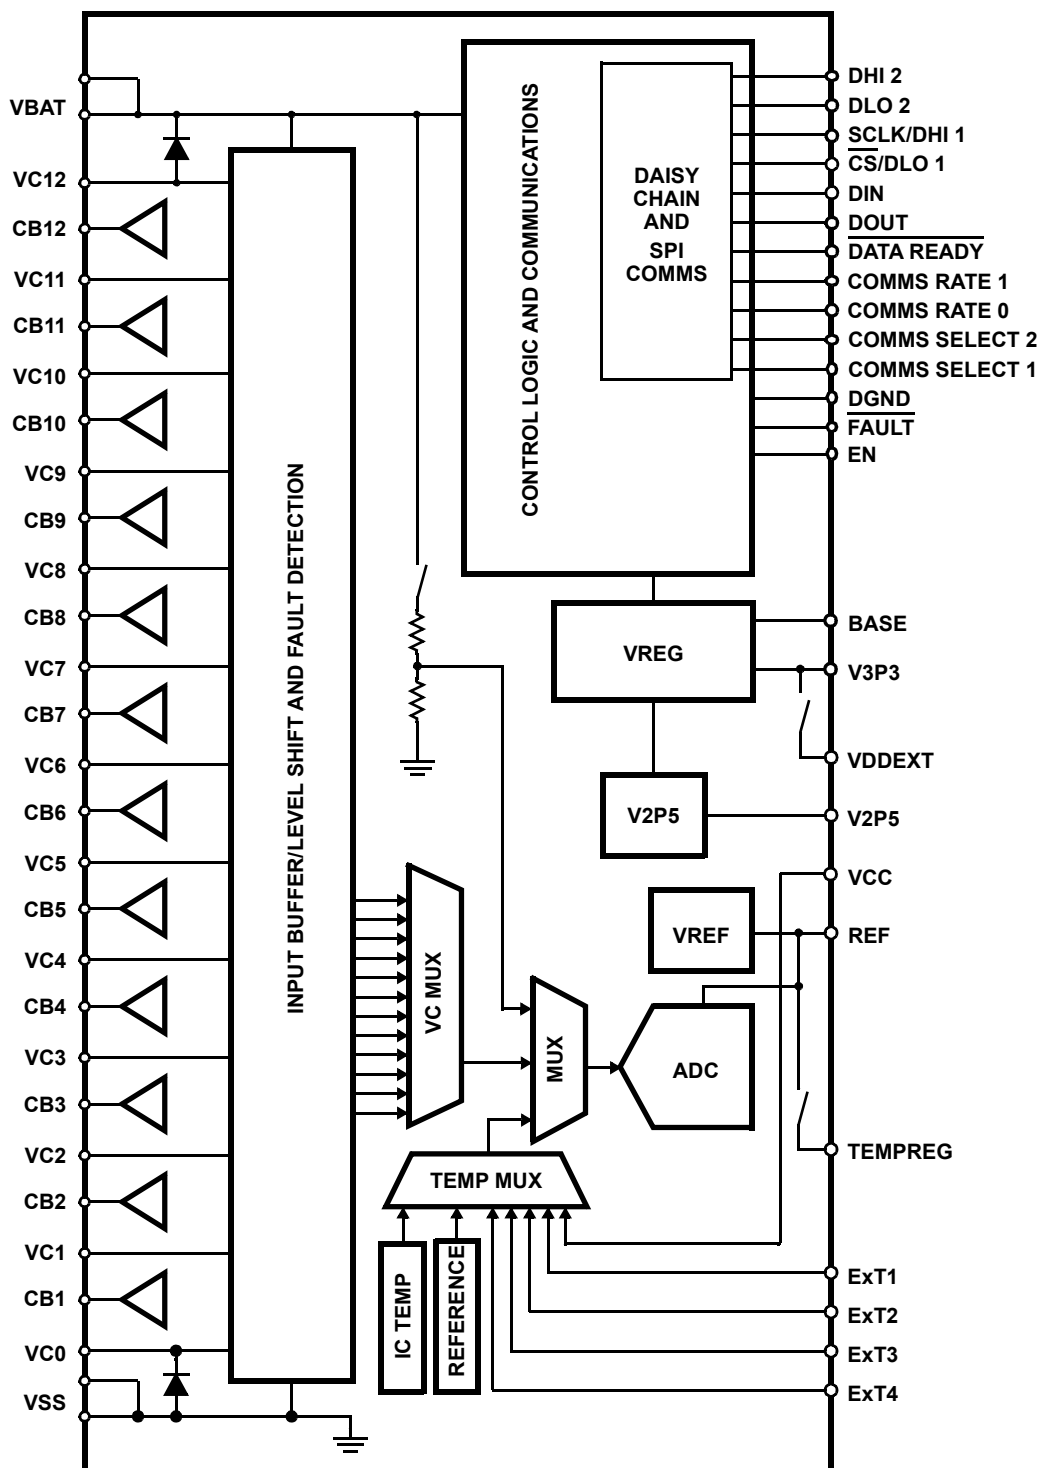 VBAT
VC12
CB12
VC11
CB11
VC10
CB10
VC9
CB9
VC8
CB8
VC7
CB7
VC6
CB6
VC5
CB5
VC4
CB4
VC3
CB3
VC2
CB2
VC1
CB1
VC0
VSS
INPUT BUFFER/LEVEL SHIFT AND FAULT DETECTION
CONTROL LOGIC AND COMMUNICATIONS
DAISY
CHAIN
AND
SPI
COMMS
VREG
V2P5
VREF
VC MUX
MUX
ADC
TEMP MUX
IC TEMP
REFERENCE
DHI 2
DLO 2
SCLK/DHI 1
CS/DLO 1
DIN
DOUT
DATA READY
COMMS RATE 1
COMMS RATE 0
COMMS SELECT 2
COMMS SELECT 1
DGND
FAULT
EN
BASE
V3P3
VDDEXT
V2P5
VCC
REF
TEMPREG
ExT1
ExT2
ExT3
ExT4